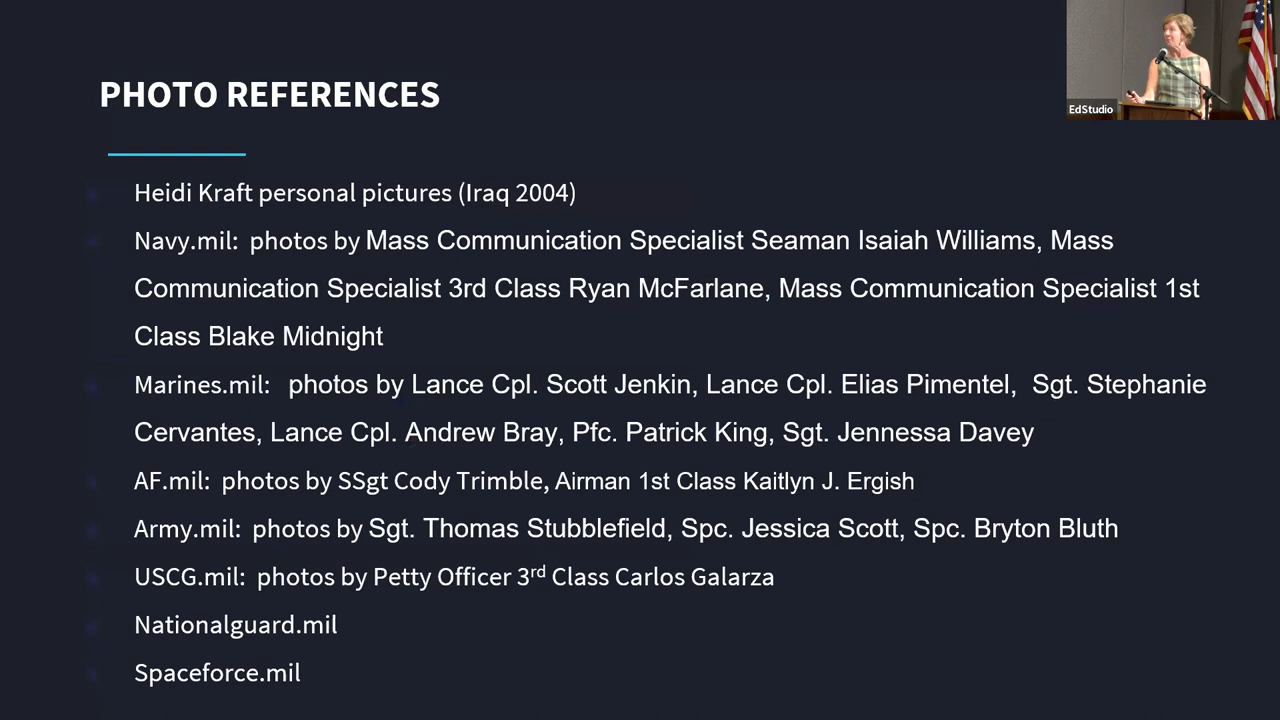 PHOTO REFERENCES
EdStudio
Heidi Kraft personal pictures (Iraq 2004)
Navy.mil: photos by Mass Communication Specialist Seaman Isaiah Williams, Mass
Communication Specialist 3rd Class Ryan McFarlane, Mass Communication Specialist 1st
Class Blake Midnight
Marines.mil: photos by Lance Cpl. Scott Jenkin, Lance Cpl. Elias Pimentel, Sgt. Stephanie
Cervantes, Lance Cpl. Andrew Bray, Pfc. Patrick King, Sgt. Jennessa Davey
AF.mil: photos by SSgt Cody Trimble, Airman 1st Class Kaitlyn J. Ergish
Army.mil: photos by Sgt. Thomas Stubblefield, Spc. Jessica Scott, Spc. Bryton Bluth
USCG.mil: photos by Petty Officer 3rd Class Carlos Galarza
Nationalguard.mil
Spaceforce.mil